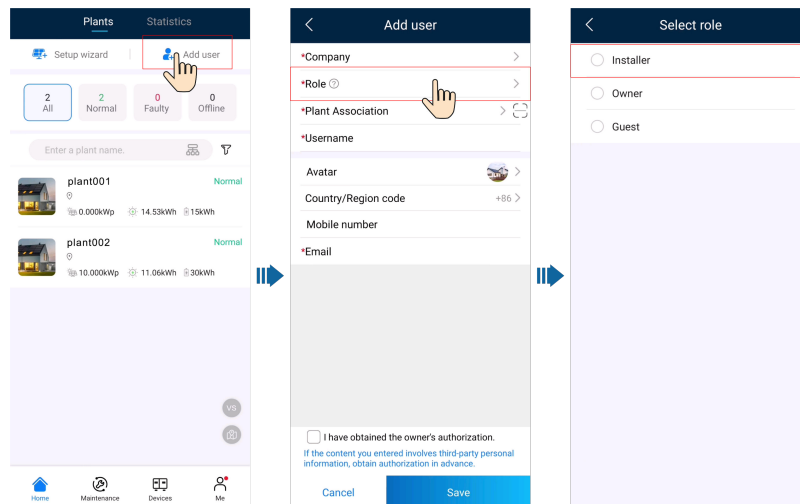 Plants Statistics
Setup wizard Add user
2 2 0 0
All Normal Faulty Offline
Enter a plant name.
plant001 Normal
0.000kWp 14.53kWh 15kWh
plant002 Normal
10.000kWp 11.06kWh 30kWh
VS
Home Maintenance Devices Me
Add user
*Company
*Role
*Plant Association
*Username
Avatar
Country/Region code +86
Mobile number
*Email
I have obtained the owner's authorization.
If the content you entered involves third-party personal
information, obtain authorization in advance.
Cancel Save
Select role
Installer
Owner
Guest